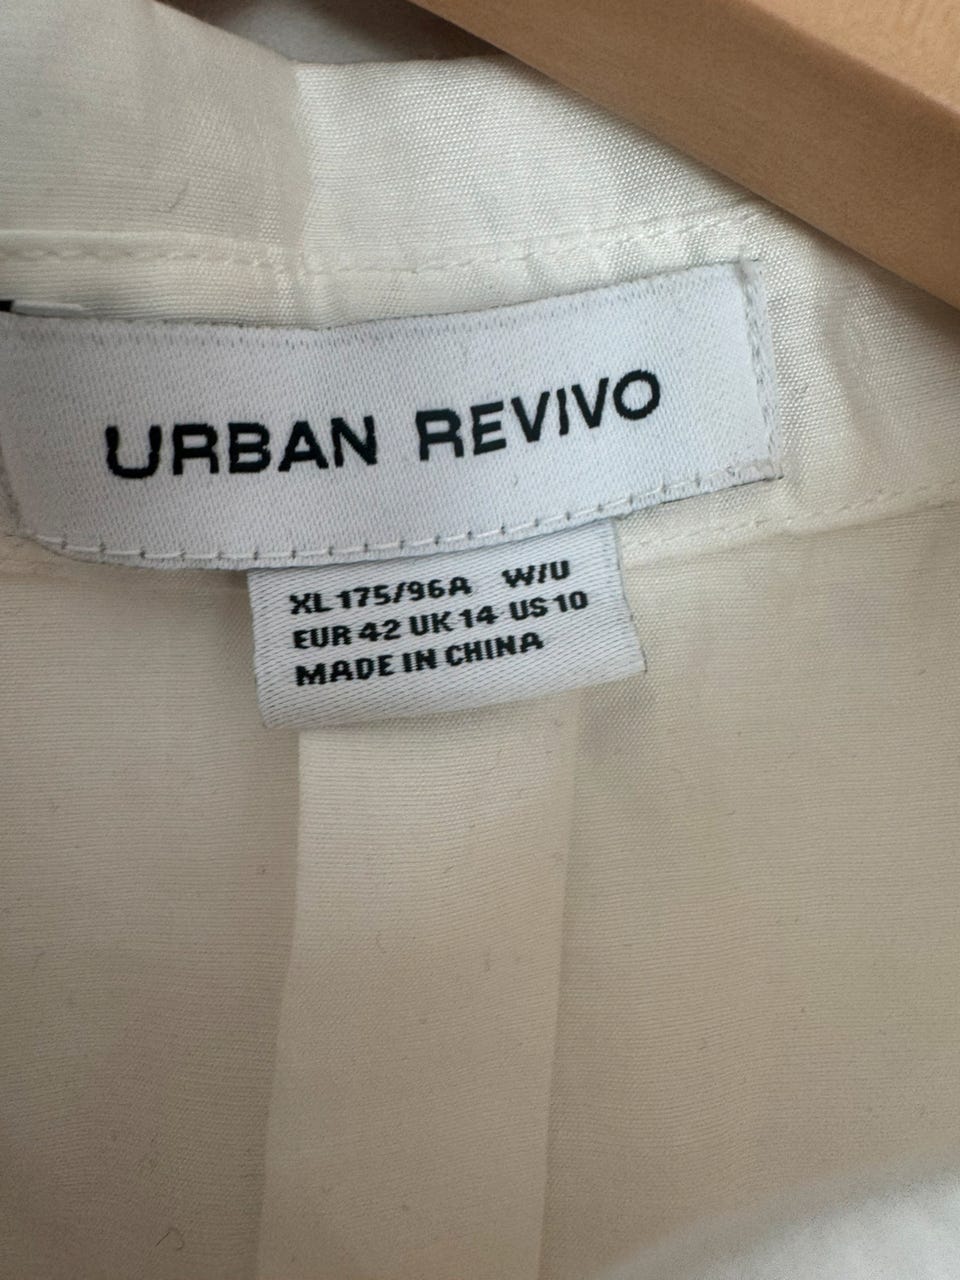 URBAN REVIVO
XL 175/96A W/U
EUR 42 UK 14 US 10
MADE IN CHINA